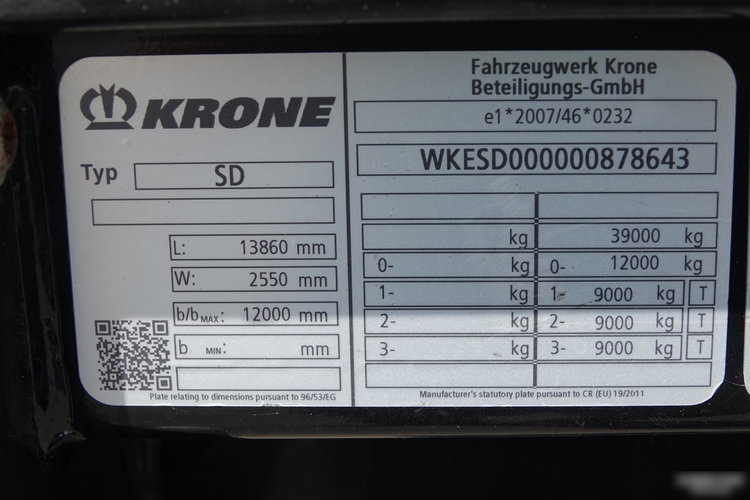 KRONE
Typ SD
L: 13860 mm
W: 2550 mm
b/b MAX: 12000 mm
b MIN: mm
Plate relating to dimensions pursuant to 96/53/EG
Fahrzeugwerk Krone
Beteiligungs-GmbH
e1*2007/46*0232
WKESD000000878643
kg 39000 kg
0- kg 0- 12000 kg
1- kg 1- 9000 kg T
2- kg 2- 9000 kg T
3- kg 3- 9000 kg T
Manufacturer's statutory plate pursuant to CR (EU) 19/2011